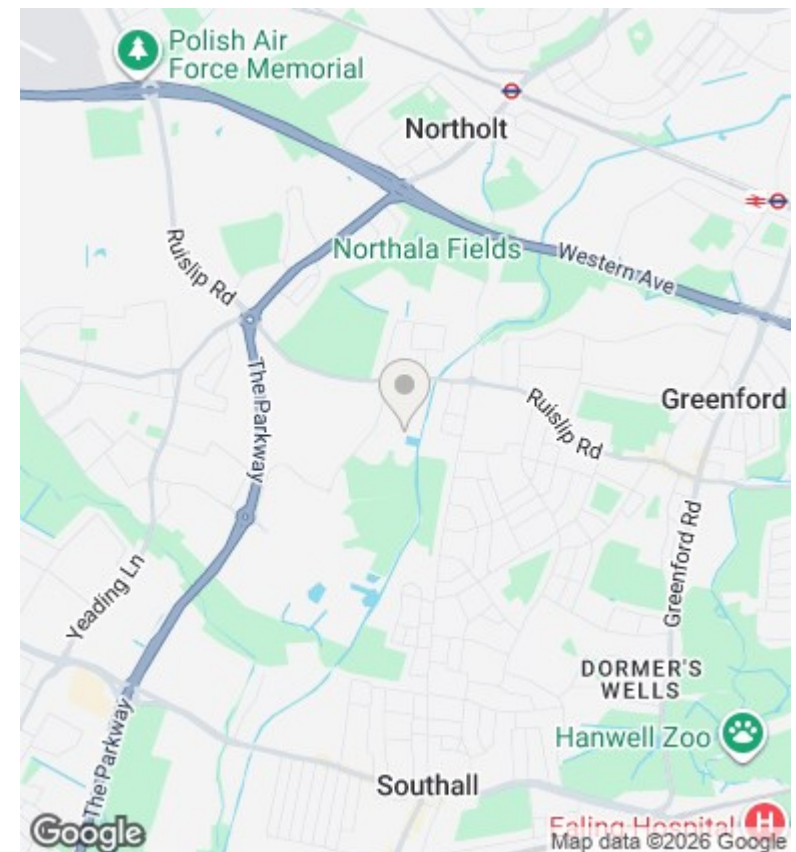 Polish Air
Force Memorial
Northolt
Northala Fields
Western Ave
Ruislip Rd
The Parkway
Greenford
Ruislip Rd
Greenford Rd
Yeading Ln
DORMER'S
WELLS
Hanwell Zoo
The Parkway
Southall
Ealing Hospital
H
Google
Map data ©2026 Google